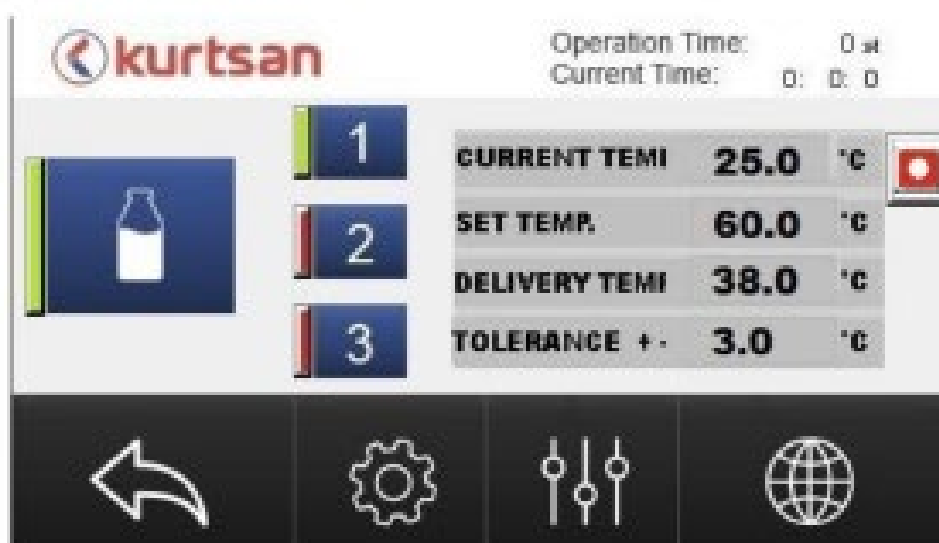 kurtsan
Operation Time: 0
Current Time: 0: 0: 0
1
2
3
CURRENT TEMI 25.0 °C
SET TEMP. 60.0 °C
DELIVERY TEMI 38.0 °C
TOLERANCE + - 3.0 °C